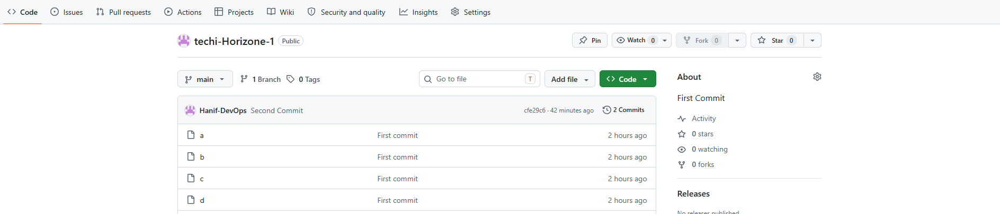 Code Issues Pull requests Actions Projects Wiki Security and quality Insights Settings
techi-Horizone-1 Public Pin Watch 0 Fork 0 Star 0
main 1 Branch 0 Tags Go to file T Add file Code
About
First Commit
Hanif-DevOps Second Commit cfe29c6 · 42 minutes ago 2 Commits
Activity
a First commit 2 hours ago
0 stars
0 watching
b First commit 2 hours ago
0 forks
c First commit 2 hours ago
Releases
d First commit 2 hours ago
No releases published